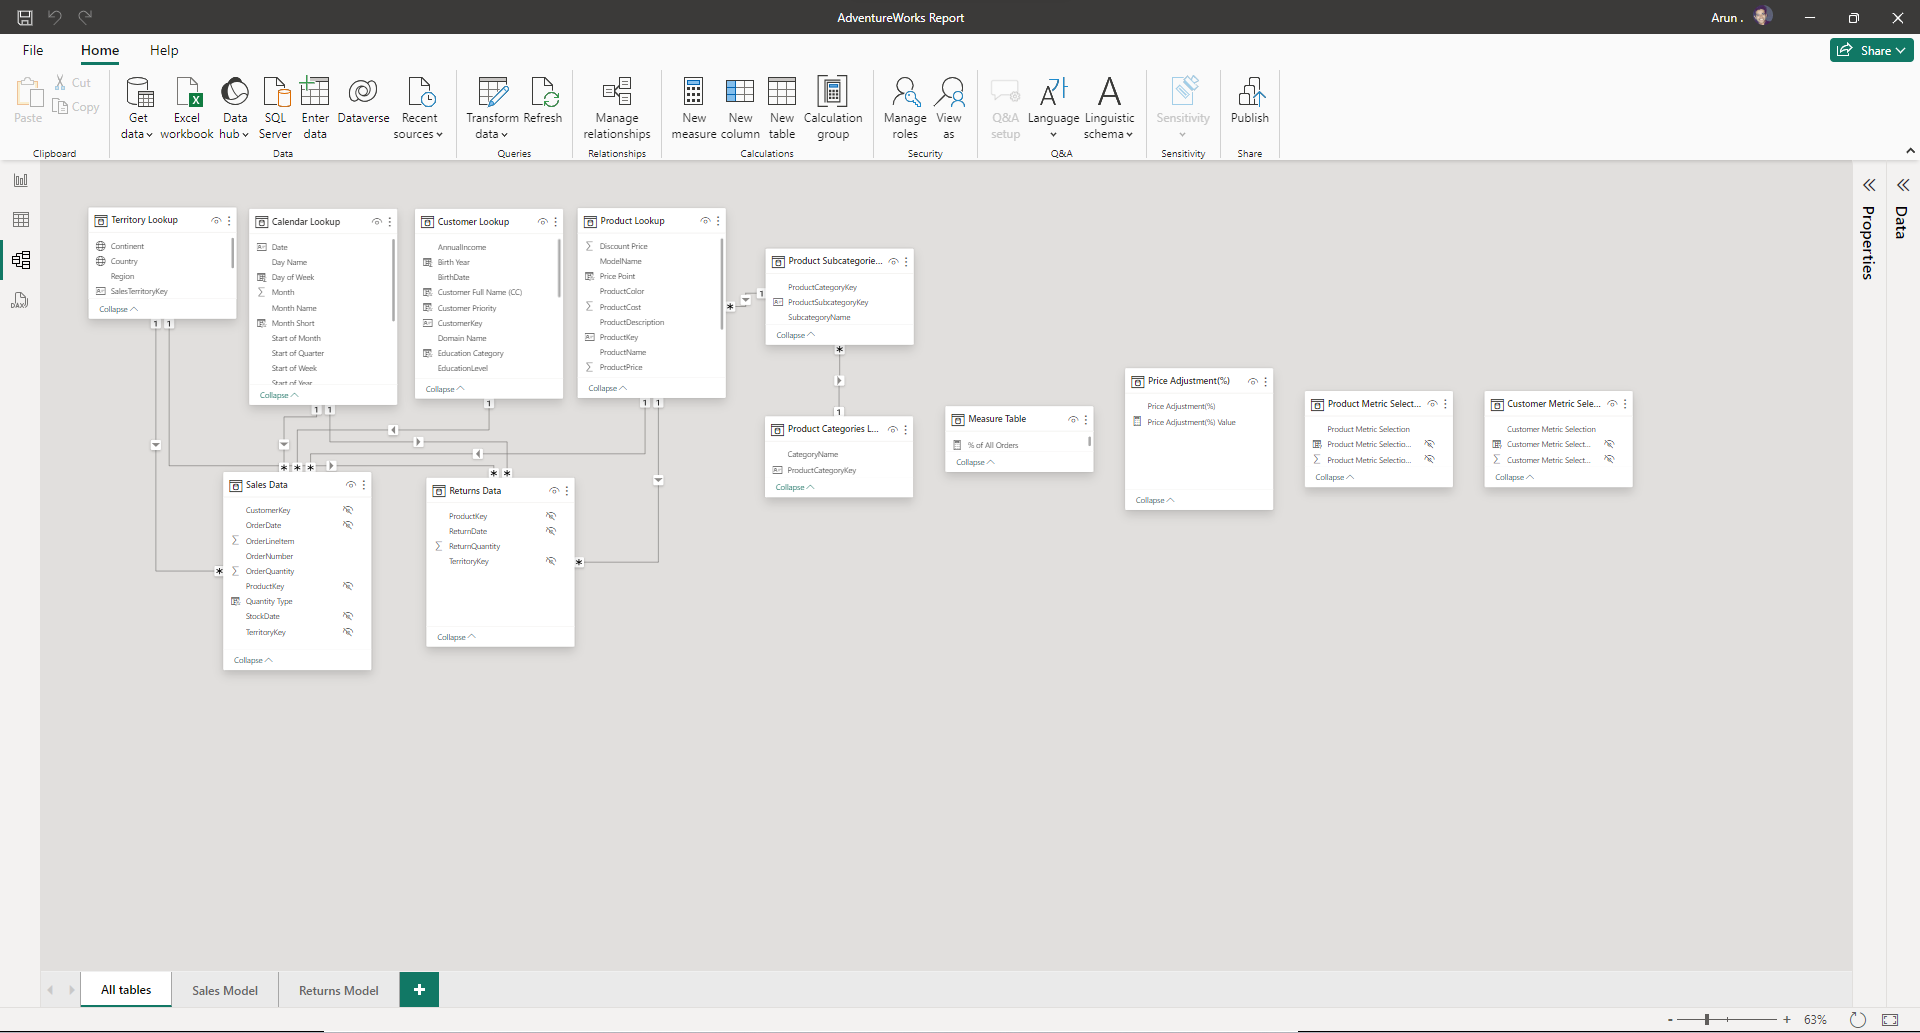 AdventureWorks Report
Arun .
File
Home
Help
Share
Paste
Cut
Copy
Get data
Excel workbook
Data hub
SQL Server
Enter data
Dataverse
Recent sources
Transform data
Refresh
Manage relationships
New measure
New column
New table
Calculation group
Manage roles
View as
Q&A setup
Language
Linguistic schema
Sensitivity
Publish
Clipboard
Data
Queries
Relationships
Calculations
Security
Q&A
Sensitivity
Share
Properties
Data
Territory Lookup
Continent
Country
Region
SalesTerritoryKey
Collapse
Calendar Lookup
Date
Day Name
Day of Week
Month
Month Name
Month Short
Start of Month
Start of Quarter
Start of Week
Start of Year
Collapse
Customer Lookup
AnnualIncome
Birth Year
BirthDate
Customer Full Name (CC)
Customer Priority
CustomerKey
Domain Name
Education Category
EducationLevel
Collapse
Product Lookup
Discount Price
ModelName
Price Point
ProductColor
ProductCost
ProductDescription
ProductKey
ProductName
ProductPrice
Collapse
Product Subcategorie...
ProductCategoryKey
ProductSubcategoryKey
SubcategoryName
Collapse
Product Categories L...
CategoryName
ProductCategoryKey
Collapse
Measure Table
% of All Orders
Collapse
Price Adjustment(%)
Price Adjustment(%)
Price Adjustment(%) Value
Collapse
Product Metric Select...
Product Metric Selection
Product Metric Selectio...
Product Metric Selectio...
Collapse
Customer Metric Sele...
Customer Metric Selection
Customer Metric Select...
Customer Metric Select...
Collapse
1
1
1
1
1
1
1
1
1
*
*
* * *
* *
*
*
Sales Data
CustomerKey
OrderDate
OrderLineItem
OrderNumber
OrderQuantity
ProductKey
Quantity Type
StockDate
TerritoryKey
Collapse
Returns Data
ProductKey
ReturnDate
ReturnQuantity
TerritoryKey
Collapse
All tables
Sales Model
Returns Model
+
- + 63%